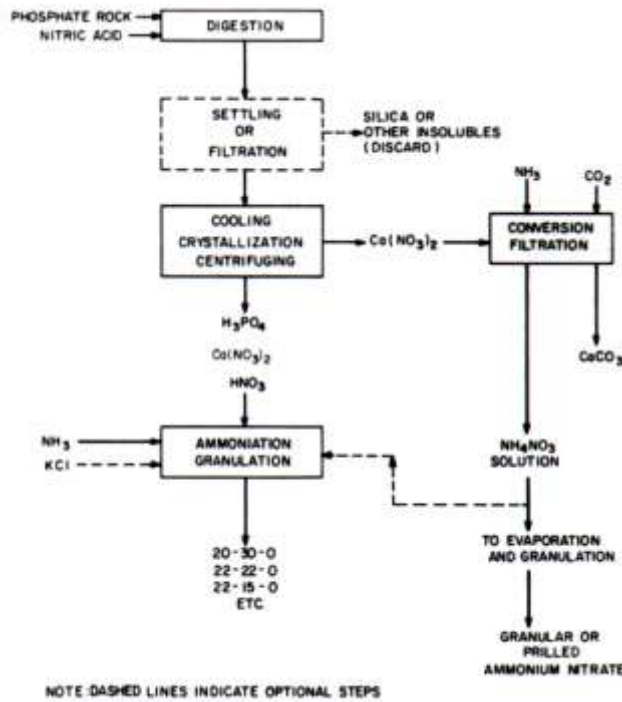 PHOSPHATE ROCK
NITRIC ACID
DIGESTION
SETTLING
OR
FILTRATION
SILICA OR
OTHER INSOLUBLES
(DISCARD)
NH3
CO2
COOLING
CRYSTALLIZATION
CENTRIFUGING
Ca(NO3)2
CONVERSION
FILTRATION
H3PO4
Ca(NO3)2
HNO3
CaCO3
NH3
KCl
AMMONIATION
GRANULATION
NH4NO3
SOLUTION
20-30-0
22-22-0
22-15-0
ETC
TO EVAPORATION
AND GRANULATION
GRANULAR OR
PRILLED
AMMONIUM NITRATE
NOTE: DASHED LINES INDICATE OPTIONAL STEPS